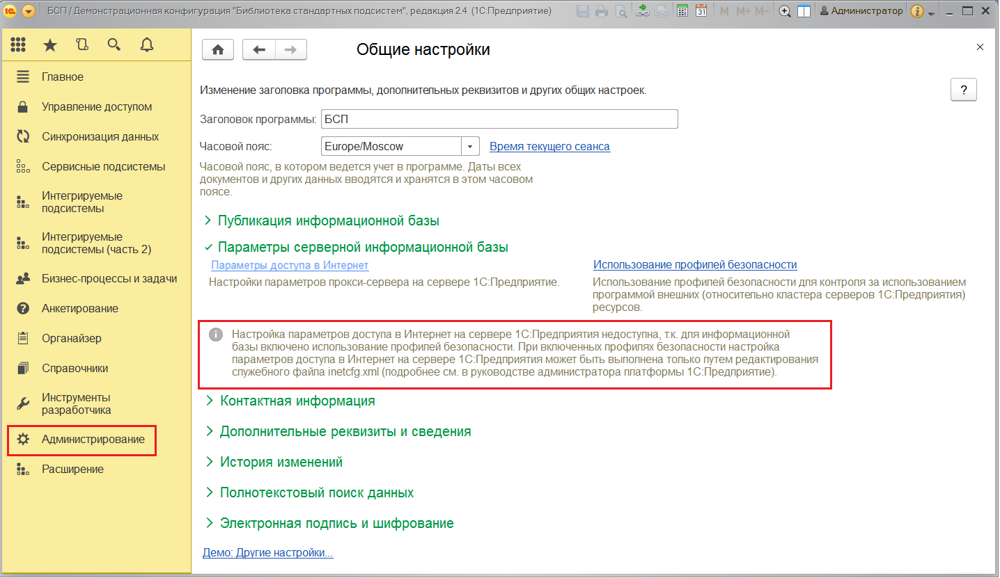 БСП / Демонстрационная конфигурация "Библиотека стандартных подсистем", редакция 2.4 (1С:Предприятие)
31
M M+ M-
Администратор
Главное
Управление доступом
Синхронизация данных
Сервисные подсистемы
Интегрируемые
подсистемы
Интегрируемые
подсистемы (часть 2)
Бизнес-процессы и задачи
Анкетирование
Органайзер
Справочники
Инструменты
разработчика
Администрирование
Расширение
Общие настройки
Изменение заголовка программы, дополнительных реквизитов и других общих настроек.
?
Заголовок программы: БСП
Часовой пояс: Europe/Moscow Время текущего сеанса
Часовой пояс, в котором ведется учет в программе. Даты всех
документов и других данных вводятся и хранятся в этом часовом
поясе.
Публикация информационной базы
Параметры серверной информационной базы
Параметры доступа в Интернет
Настройки параметров прокси-сервера на сервере 1С:Предприятие.
Использование профилей безопасности
Использование профилей безопасности для контроля за использованием
программой внешних (относительно кластера серверов 1С:Предприятия)
ресурсов.
Настройка параметров доступа в Интернет на сервере 1С:Предприятия недоступна, т.к. для информационной
базы включено использование профилей безопасности. При включенных профилях безопасности настройка
параметров доступа в Интернет на сервере 1С:Предприятия может быть выполнена только путем редактирования
служебного файла inetcfg.xml (подробнее см. в руководстве администратора платформы 1С:Предприятие).
Контактная информация
Дополнительные реквизиты и сведения
История изменений
Полнотекстовый поиск данных
Электронная подпись и шифрование
Демо: Другие настройки...